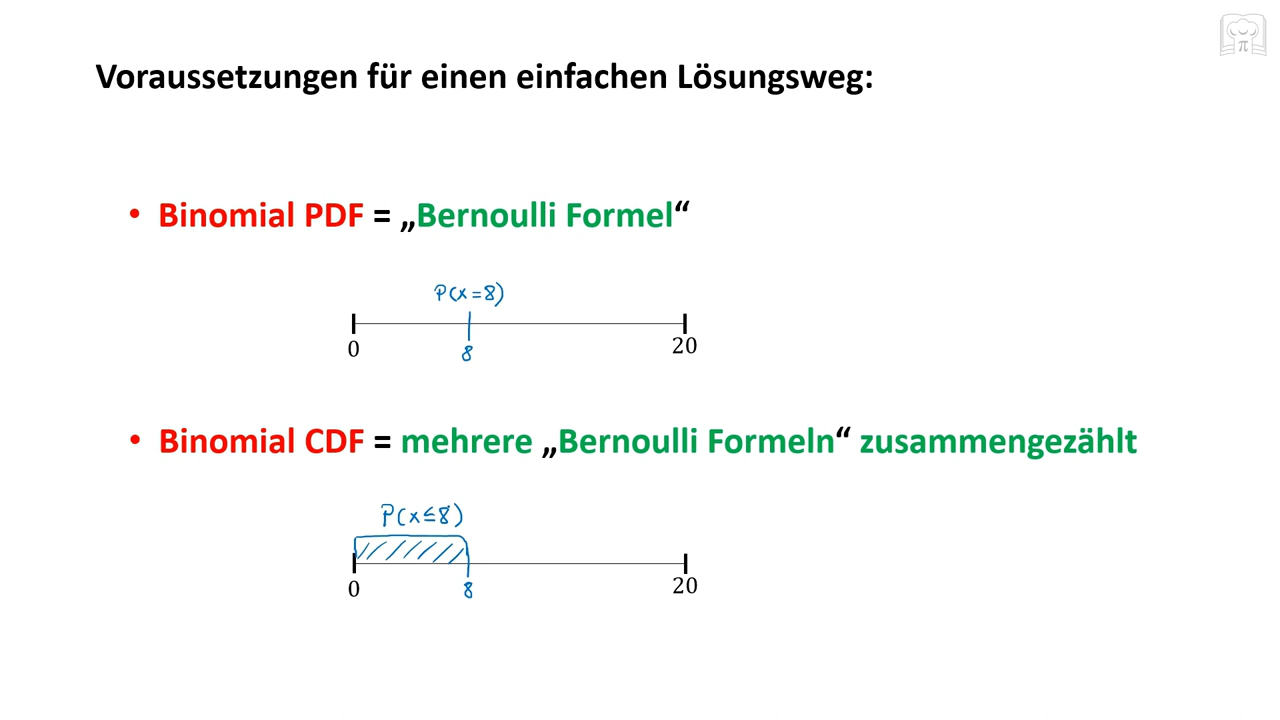 Voraussetzungen für einen einfachen Lösungsweg:
• Binomial PDF = „Bernoulli Formel“
P(x=8)
0 8 20
• Binomial CDF = mehrere „Bernoulli Formeln“ zusammengezählt
P(x≤8)
0 8 20